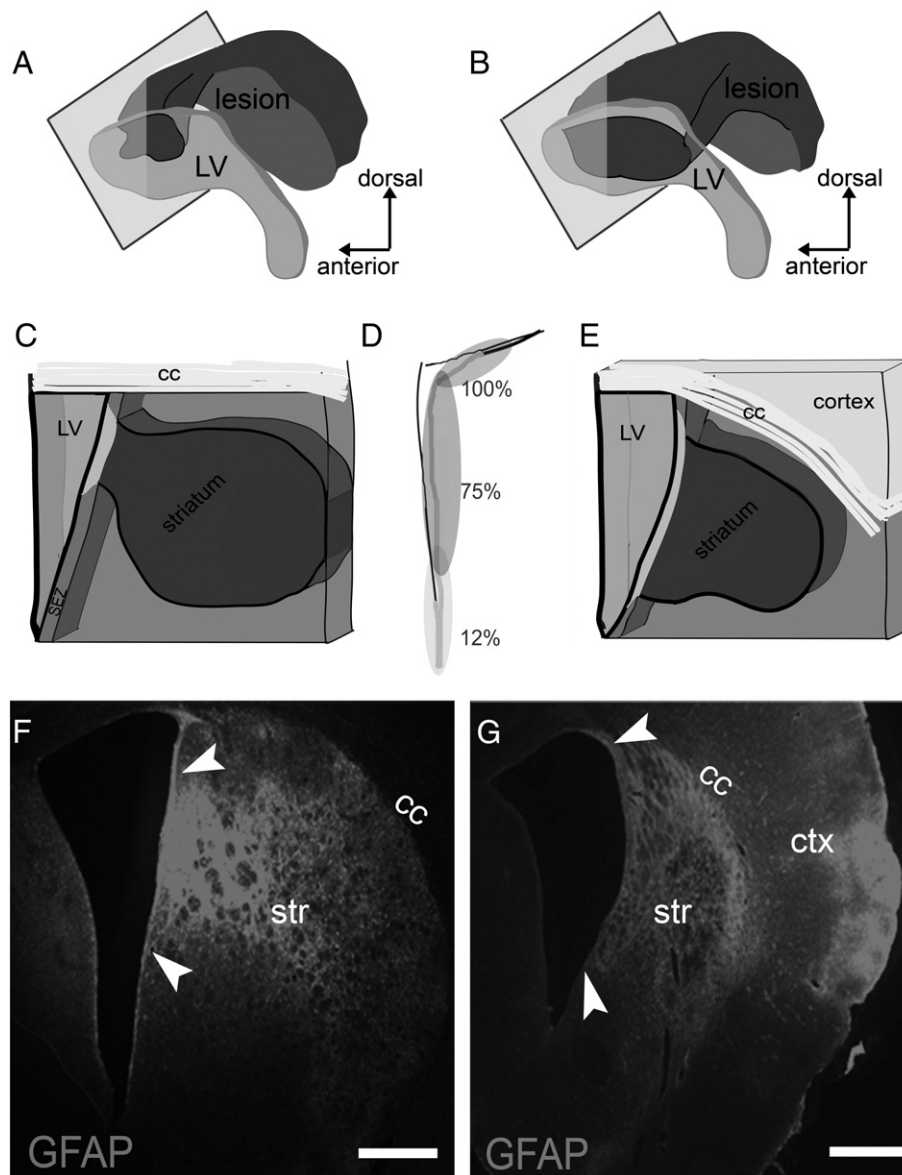 A
lesion
LV
dorsal
anterior
B
lesion
LV
dorsal
anterior
C
cc
LV
striatum
SEZ
D
100%
75%
12%
E
cortex
cc
LV
striatum
F
cc
str
GFAP
G
cc
ctx
str
GFAP